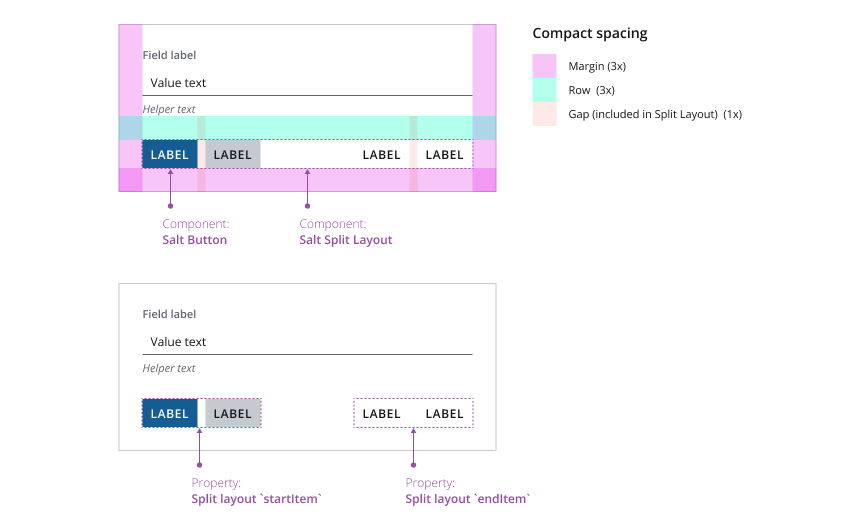 Field label
Value text
Helper text
LABEL LABEL LABEL LABEL
Component:
Salt Button
Component:
Salt Split Layout
Compact spacing
Margin (3x)
Row (3x)
Gap (included in Split Layout) (1x)
Field label
Value text
Helper text
LABEL LABEL LABEL LABEL
Property:
Split layout `startItem`
Property:
Split layout `endItem`